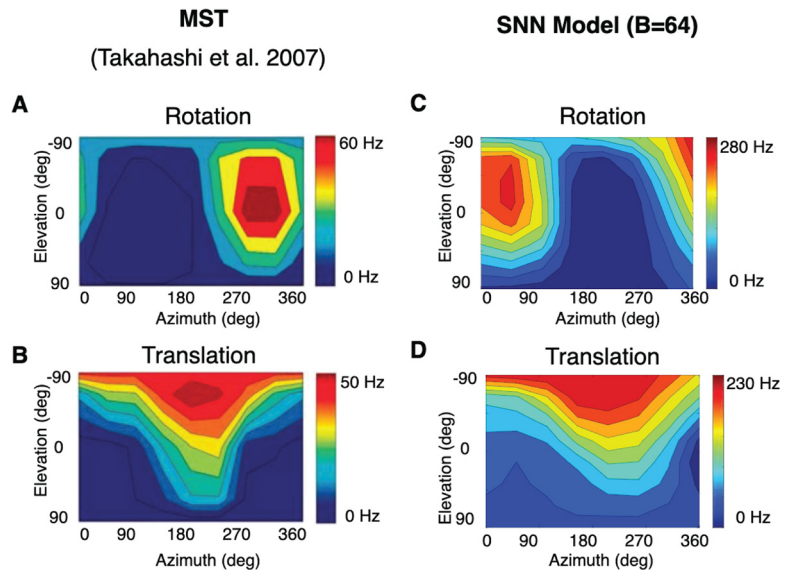 MST
(Takahashi et al. 2007)
SNN Model (B=64)
A
Rotation
-90
0
90
Elevation (deg)
0 90 180 270 360
Azimuth (deg)
60 Hz
0 Hz
C
Rotation
-90
0
90
Elevation (deg)
0 90 180 270 360
Azimuth (deg)
280 Hz
0 Hz
B
Translation
-90
0
90
Elevation (deg)
0 90 180 270 360
Azimuth (deg)
50 Hz
0 Hz
D
Translation
-90
0
90
Elevation (deg)
0 90 180 270 360
Azimuth (deg)
230 Hz
0 Hz